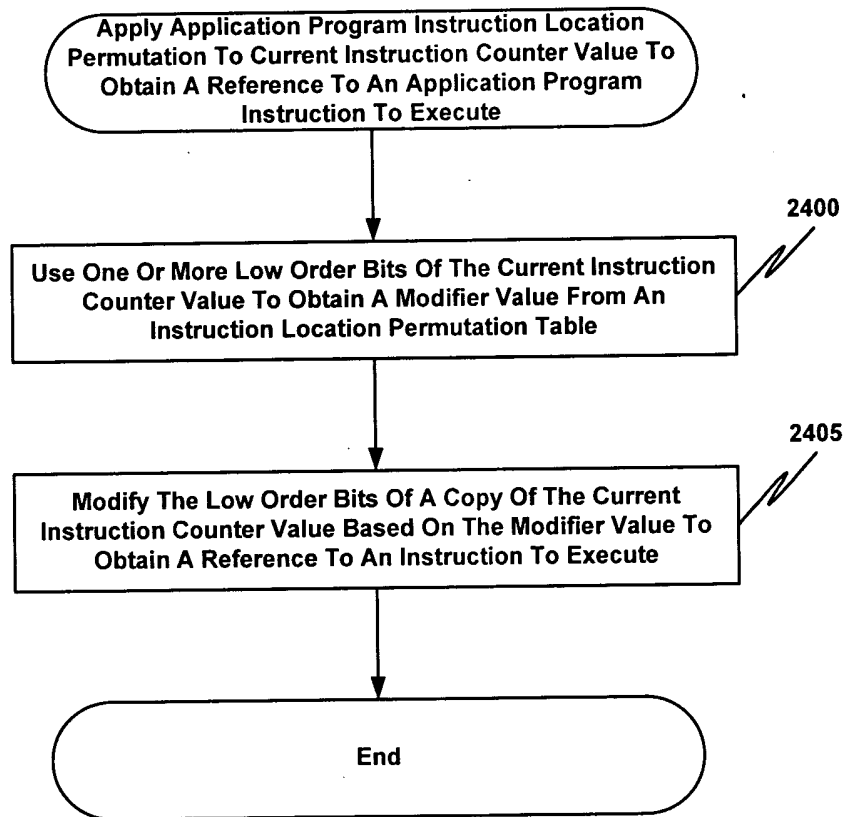 Apply Application Program Instruction Location
Permutation To Current Instruction Counter Value To
Obtain A Reference To An Application Program
Instruction To Execute
2400
Use One Or More Low Order Bits Of The Current Instruction
Counter Value To Obtain A Modifier Value From An
Instruction Location Permutation Table
2405
Modify The Low Order Bits Of A Copy Of The Current
Instruction Counter Value Based On The Modifier Value To
Obtain A Reference To An Instruction To Execute
End